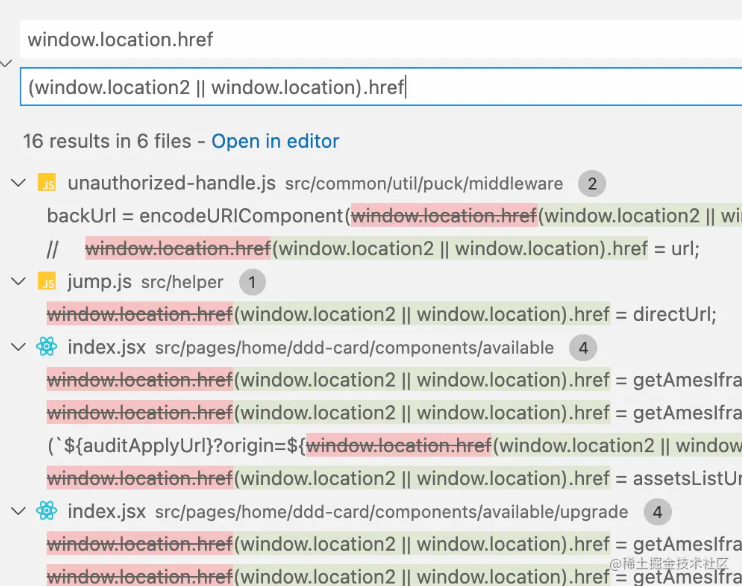 window.location.href
(window.location2 || window.location).href
16 results in 6 files - Open in editor
JS unauthorized-handle.js src/common/util/puck/middleware 2
backUrl = encodeURIComponent(window.location.href(window.location2 || wi
// window.location.href(window.location2 || window.location).href = url;
JS jump.js src/helper 1
window.location.href(window.location2 || window.location).href = directUrl;
index.jsx src/pages/home/ddd-card/components/available 4
window.location.href(window.location2 || window.location).href = getAmesIfra
window.location.href(window.location2 || window.location).href = getAmesIfra
(`${auditApplyUrl}?origin=${window.location.href(window.location2 || window
window.location.href(window.location2 || window.location).href = assetsListUr
index.jsx src/pages/home/ddd-card/components/available/upgrade 4
window.location.href(window.location2 || window.location).href = getAmesIfra
window.location.href(window.location2 || window.location).href = getAmesIfra
@稀土掘金技术社区